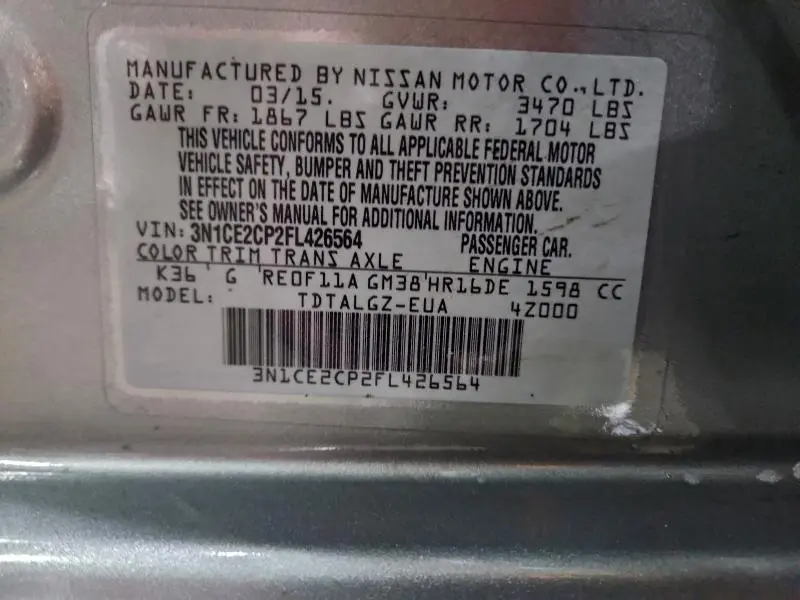 MANUFACTURED BY NISSAN MOTOR CO., LTD.
DATE: 03/15. GVWR: 3470 LBS
GAWR FR: 1867 LBS GAWR RR: 1704 LBS
THIS VEHICLE CONFORMS TO ALL APPLICABLE FEDERAL MOTOR
VEHICLE SAFETY, BUMPER AND THEFT PREVENTION STANDARDS
IN EFFECT ON THE DATE OF MANUFACTURE SHOWN ABOVE.
SEE OWNER'S MANUAL FOR ADDITIONAL INFORMATION.
VIN: 3N1CE2CP2FL426564 PASSENGER CAR.
COLOR TRIM TRANS AXLE ENGINE
K36 G RE0F11A GM38 HR16DE 1598 CC
MODEL: TDTALGZ-EUA 4Z000
3N1CE2CP2FL426564